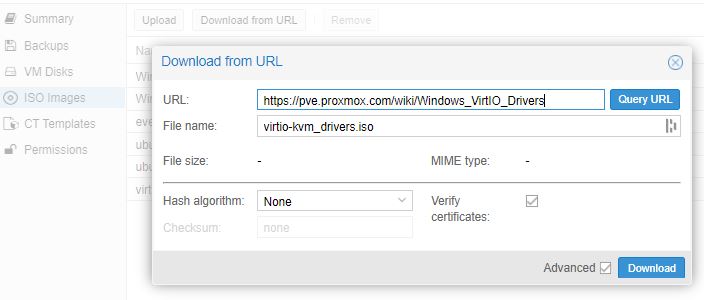 Summary
Backups
VM Disks
ISO Images
CT Templates
Permissions
Upload
Download from URL
Remove
Na
Win
Win
eve
ubu
ubu
virt
Download from URL
URL:
https://pve.proxmox.com/wiki/Windows_VirtIO_Drivers
Query URL
File name:
virtio-kvm_drivers.iso
File size:
-
MIME type:
-
Hash algorithm:
None
Verify
certificates:
Checksum:
none
Advanced
Download